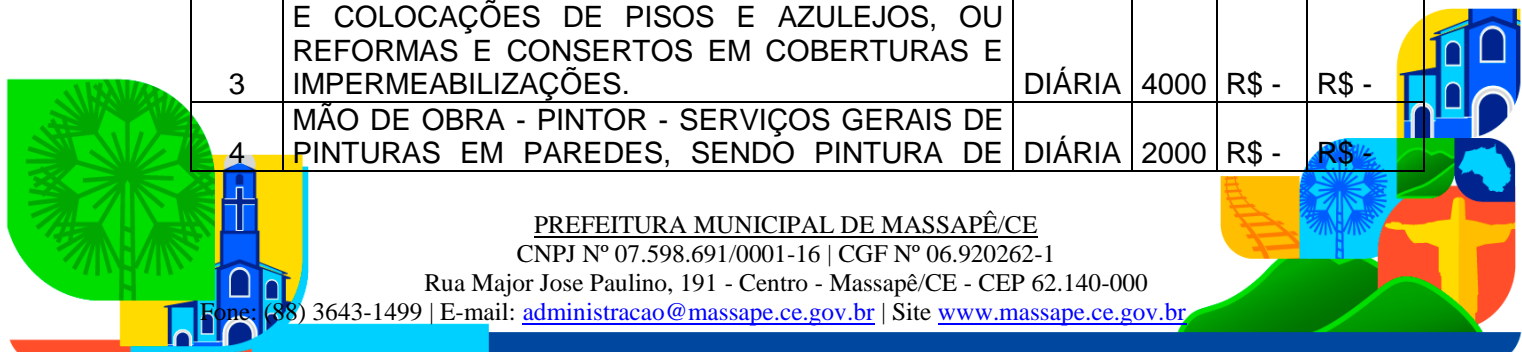 E COLOCAÇÕES DE PISOS E AZULEJOS, OU
REFORMAS E CONSERTOS EM COBERTURAS E
3 IMPERMEABILIZAÇÕES. DIÁRIA 4000 R$ - R$ -
MÃO DE OBRA - PINTOR - SERVIÇOS GERAIS DE
4 PINTURAS EM PAREDES, SENDO PINTURA DE DIÁRIA 2000 R$ - R$ -
PREFEITURA MUNICIPAL DE MASSAPÊ/CE
CNPJ Nº 07.598.691/0001-16 | CGF Nº 06.920262-1
Rua Major Jose Paulino, 191 - Centro - Massapê/CE - CEP 62.140-000
Fone: (88) 3643-1499 | E-mail: administracao@massape.ce.gov.br | Site www.massape.ce.gov.br